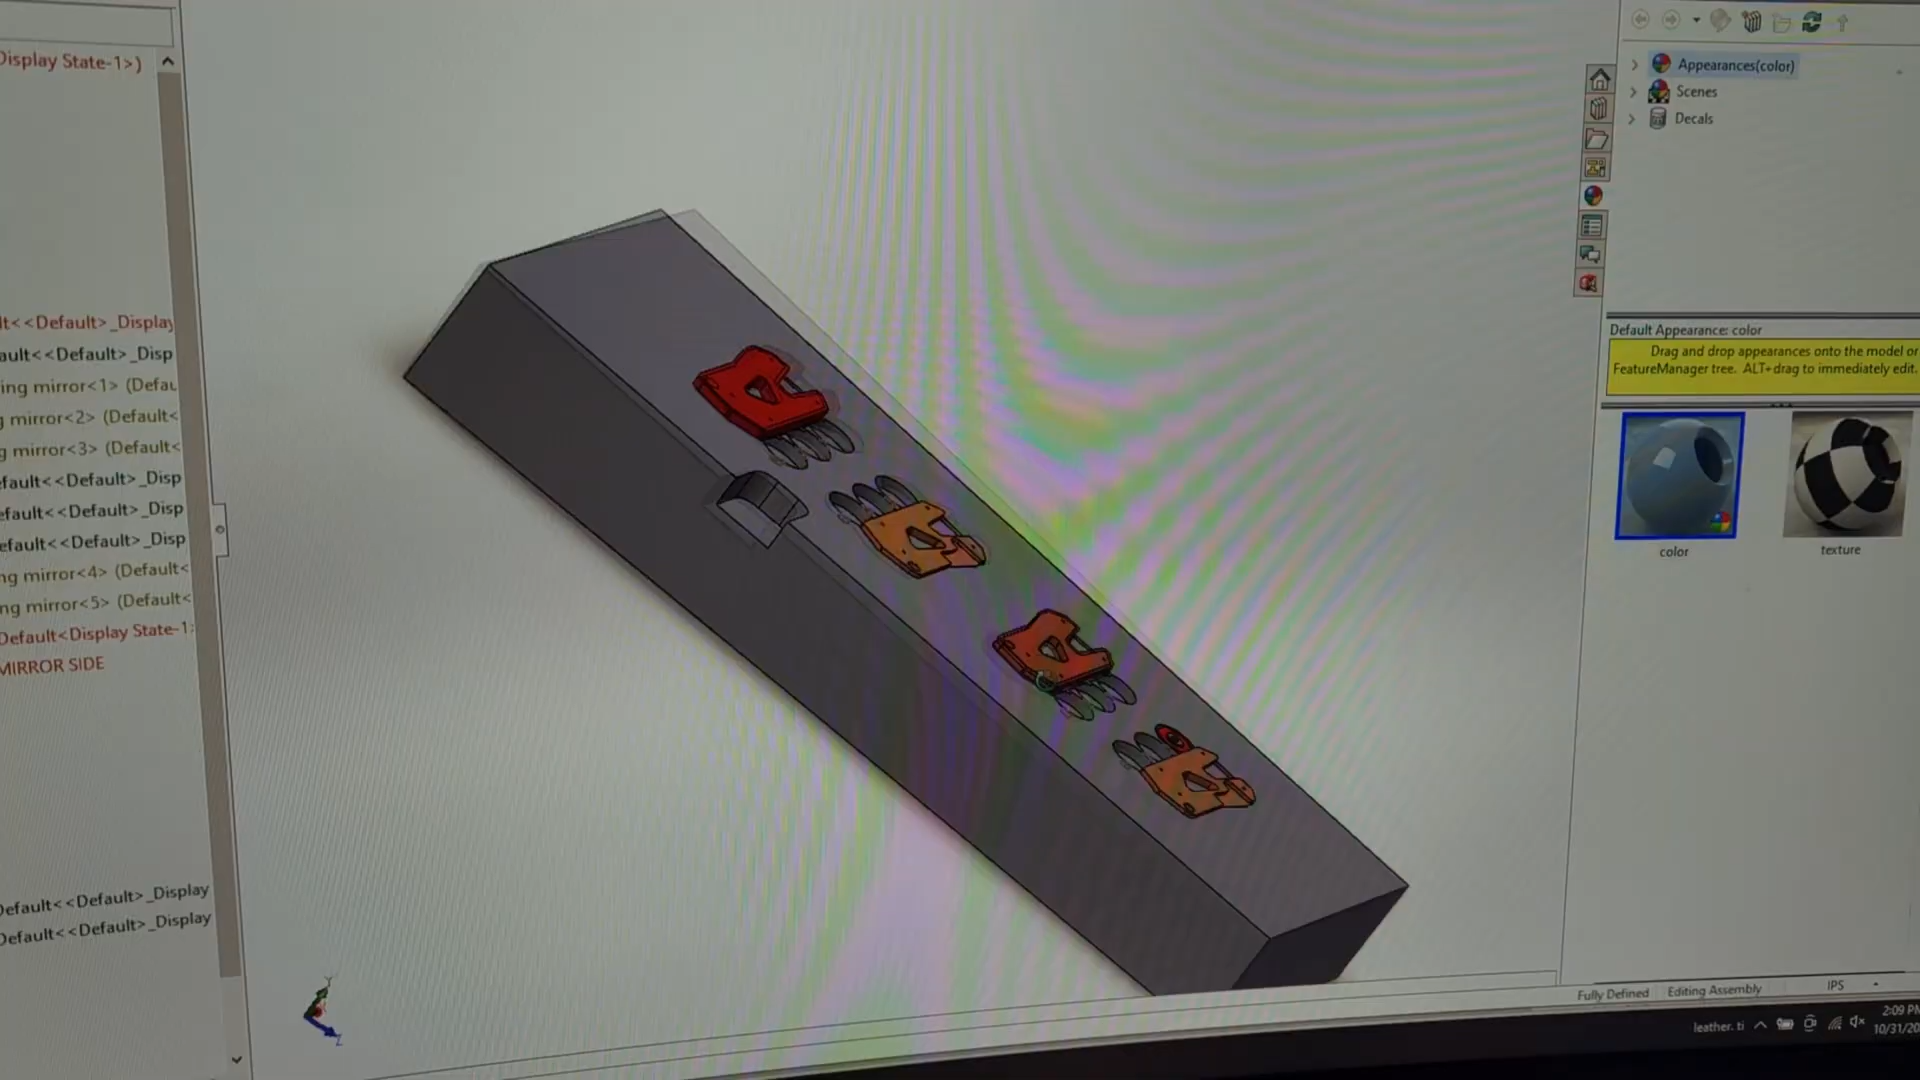 Display State-1>)
lt<<Default>_Display
ault<<Default>_Disp
ing mirror<1> (Defau
g mirror<2> (Default<
g mirror<3> (Default<
efault<<Default>_Disp
efault<<Default>_Disp
efault<<Default>_Disp
ng mirror<4> (Default<
ng mirror<5> (Default<
Default<Display State-1>
MIRROR SIDE
Default<<Default>_Display
Default<<Default>_Display
Appearances(color)
Scenes
Decals
Default Appearance: color
Drag and drop appearances onto the model or
FeatureManager tree. ALT+drag to immediately edit.
color
texture
Y
Z
Fully Defined
Editing Assembly
IPS
leather. ti
2:09 PM
10/31/20